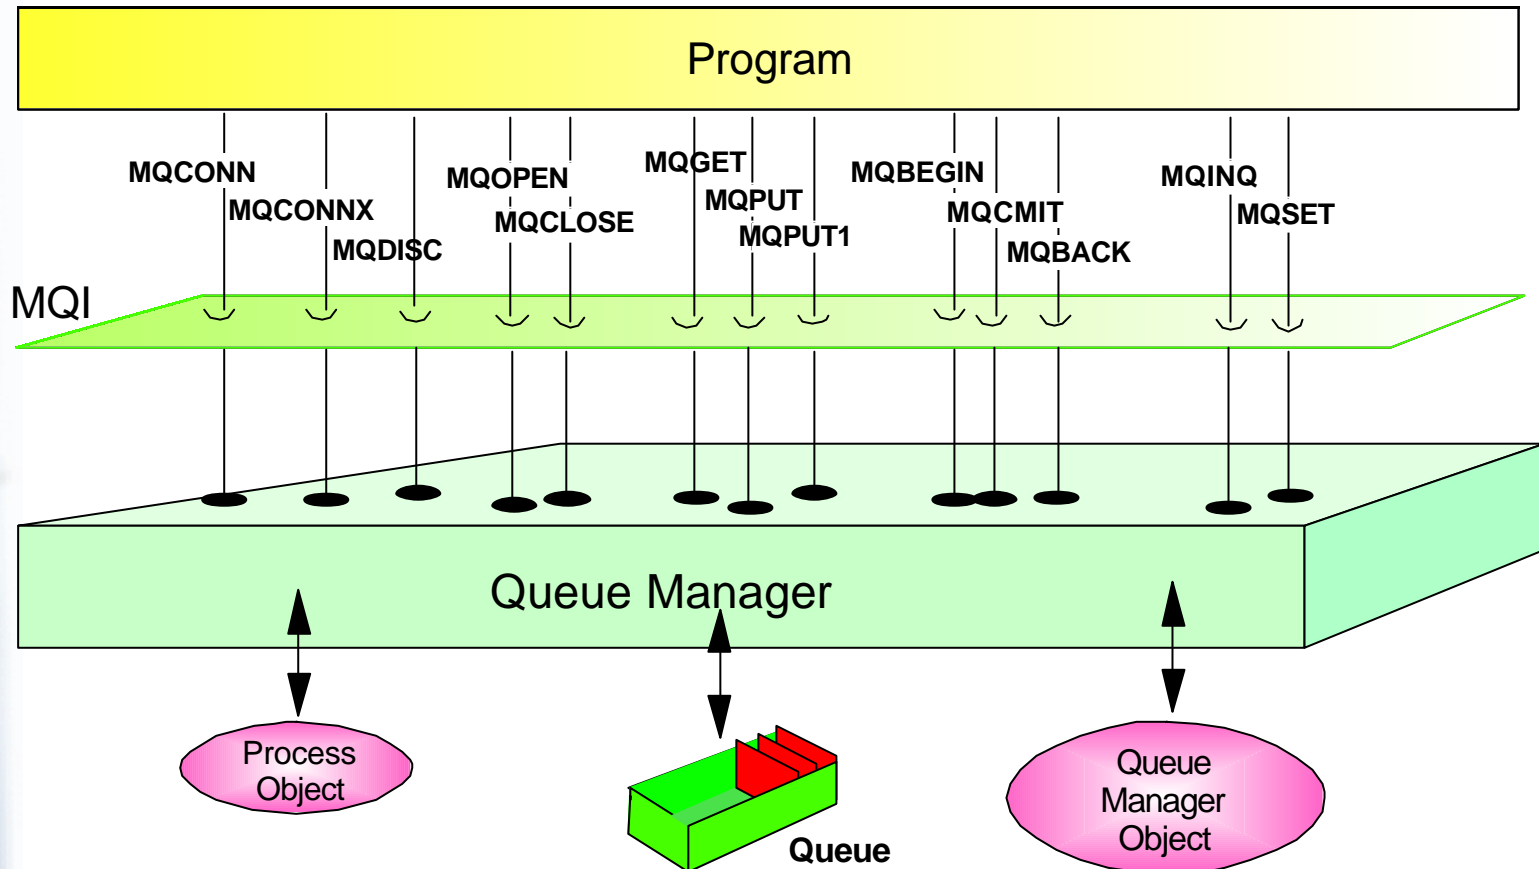 Program
MQCONN
MQCONNX
MQDISC
MQOPEN
MQCLOSE
MQGET
MQPUT
MQPUT1
MQBEGIN
MQCMIT
MQBACK
MQINQ
MQSET
MQI
Queue Manager
Process
Object
Queue
Queue
Manager
Object